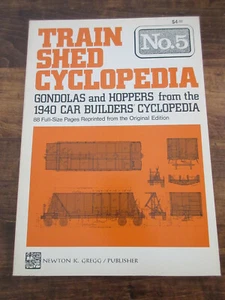 $4.95
TRAIN
SHED
No.5
CYCLOPEDIA
GONDOLAS and HOPPERS from the
1940 CAR BUILDERS CYCLOPEDIA
88 Full-Size Pages Reprinted from the Original Edition
NEWTON K. GREGG / PUBLISHER